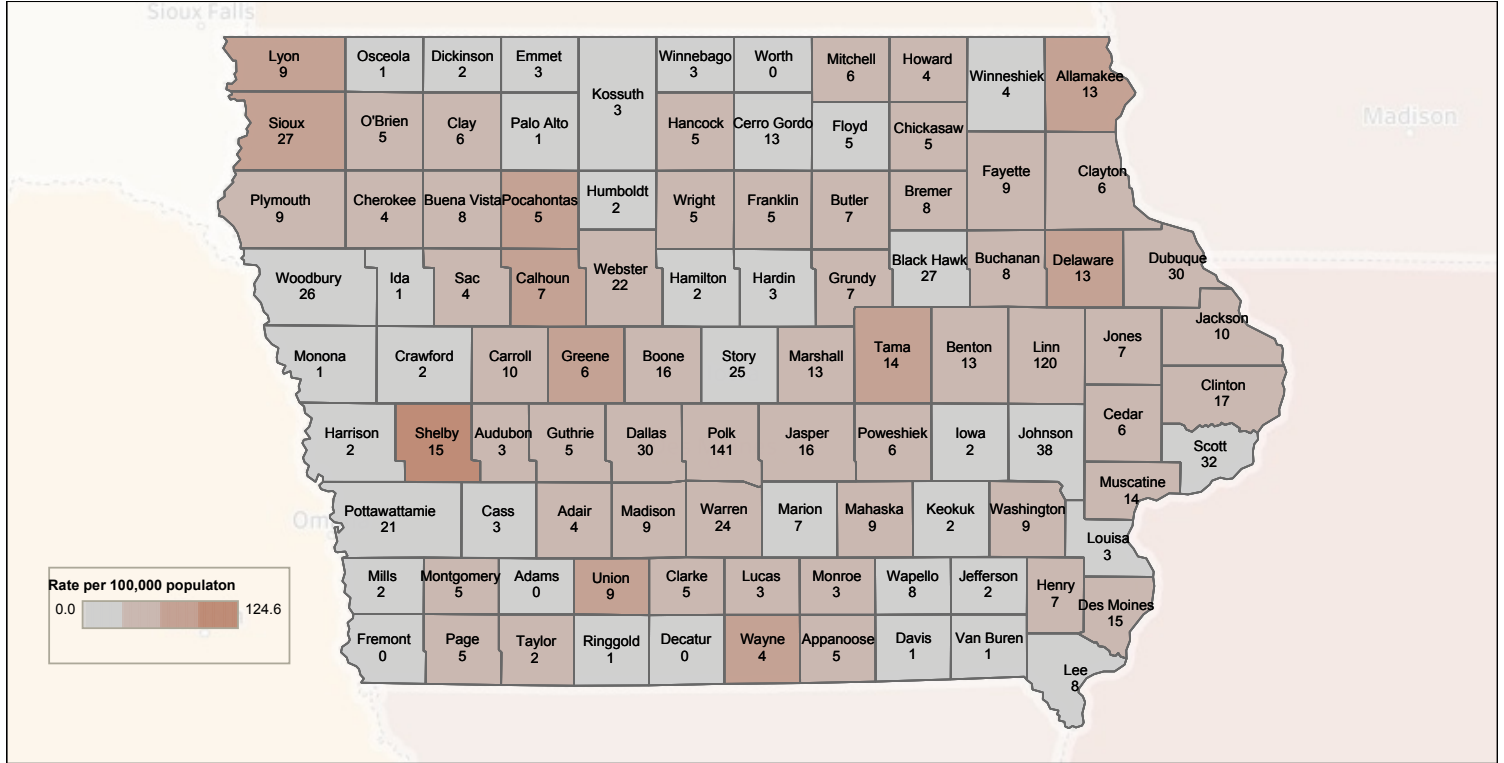 Sioux Falls
Lyon
9
Osceola
1
Dickinson
2
Emmet
3
Kossuth
3
Winnebago
3
Worth
0
Mitchell
6
Howard
4
Winneshiek
4
Allamakee
13
Madison
Sioux
27
O'Brien
5
Clay
6
Palo Alto
1
Hancock
5
Cerro Gordo
13
Floyd
5
Chickasaw
5
Fayette
9
Clayton
6
Plymouth
9
Cherokee
4
Buena Vista
8
Pocahontas
5
Humboldt
2
Wright
5
Franklin
5
Butler
7
Bremer
8
Woodbury
26
Ida
1
Sac
4
Calhoun
7
Webster
22
Hamilton
2
Hardin
3
Grundy
7
Black Hawk
27
Buchanan
8
Delaware
13
Dubuque
30
Monona
1
Crawford
2
Carroll
10
Greene
6
Boone
16
Story
25
Marshall
13
Tama
14
Benton
13
Linn
120
Jones
7
Jackson
10
Clinton
17
Harrison
2
Shelby
15
Audubon
3
Guthrie
5
Dallas
30
Polk
141
Jasper
16
Poweshiek
6
Iowa
2
Johnson
38
Cedar
6
Scott
32
Muscatine
14
Om
Pottawattamie
21
Cass
3
Adair
4
Madison
9
Warren
24
Marion
7
Mahaska
9
Keokuk
2
Washington
9
Louisa
3
Mills
2
Montgomery
5
Adams
0
Union
9
Clarke
5
Lucas
3
Monroe
3
Wapello
8
Jefferson
2
Henry
7
Des Moines
15
Fremont
0
Page
5
Taylor
2
Ringgold
1
Decatur
0
Wayne
4
Appanoose
5
Davis
1
Van Buren
1
Lee
8
Rate per 100,000 populaton
0.0 124.6